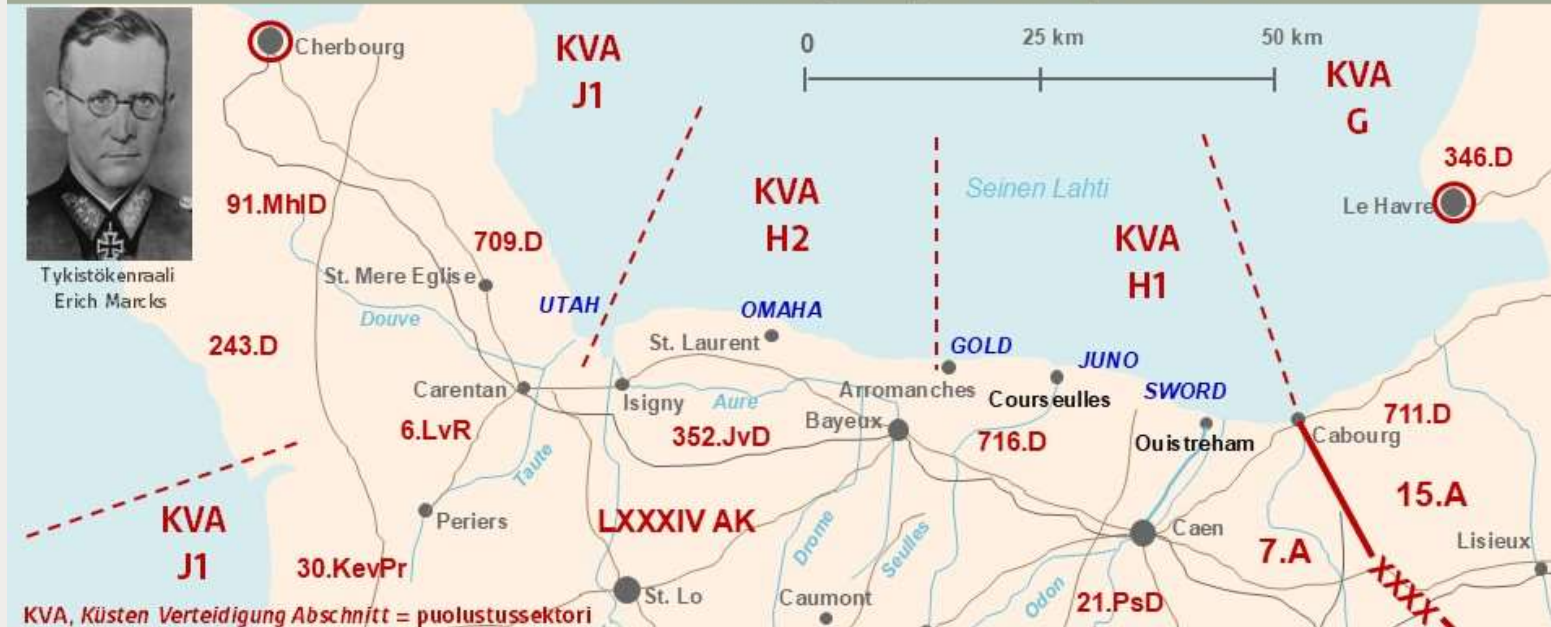 Cherbourg
KVA
J1
0
25 km
50 km
KVA
G
346.D
Le Havre
91.MhID
KVA
H2
Seinen Lahti
KVA
H1
709.D
St. Mere Eglise
Tykistökenraali
Erich Marcks
UTAH
OMAHA
Douve
243.D
St. Laurent
GOLD
JUNO
SWORD
Carentan
Isigny
Aure
Arromanches
Courseulles
711.D
6.LvR
352.JvD
Bayeux
716.D
Ouistreham
Cabourg
Taute
15.A
KVA
J1
Periers
LXXXIV AK
Drome
Seulles
Caen
7.A
Lisieux
30.KevPr
St. Lo
Caumont
Odon
21.PsD
XXXX
KVA, Küsten Verteidigung Abschnitt = puolustussektori